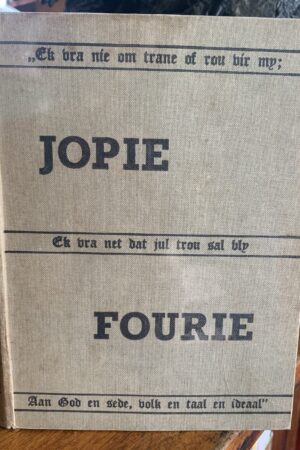 „Ek vra nie om trane of rou vir my;
JOPIE
Ek vra net dat jul trou sal bly
FOURIE
Aan God en sede, volk en taal en ideaal"